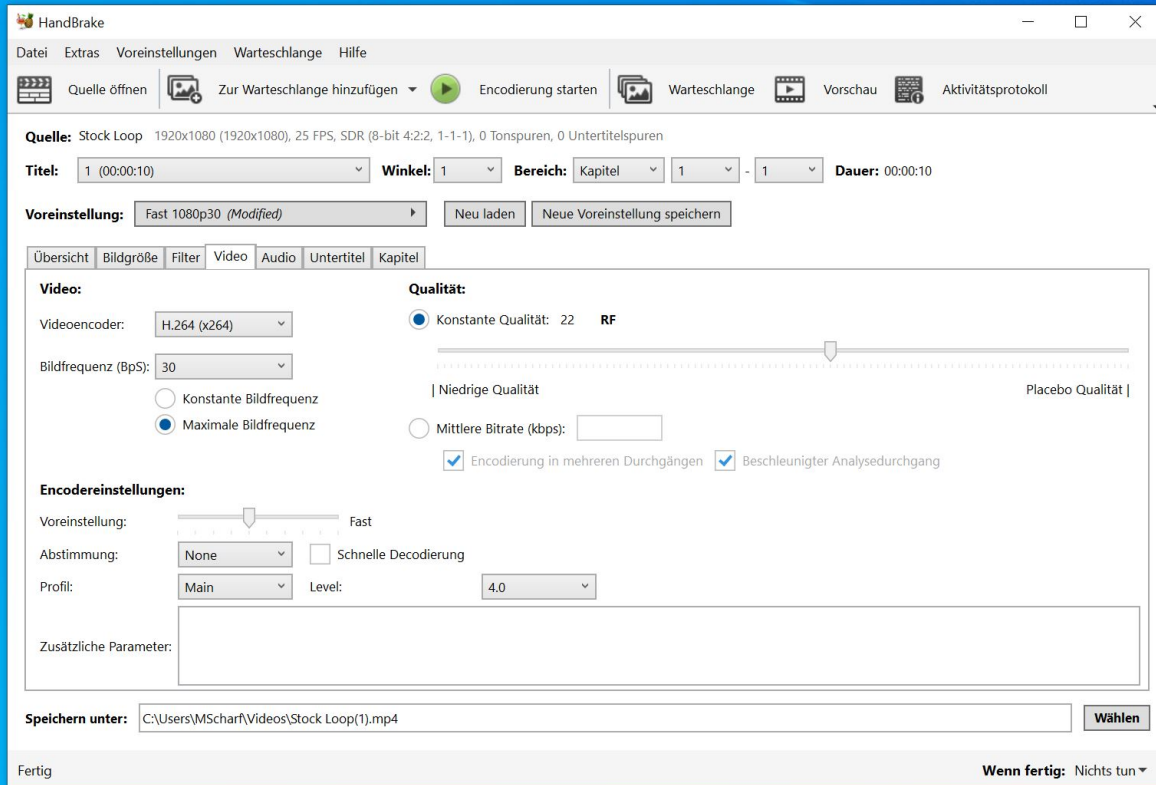 HandBrake
Datei Extras Voreinstellungen Warteschlange Hilfe
Quelle öffnen Zur Warteschlange hinzufügen Encodierung starten Warteschlange Vorschau Aktivitätsprotokoll
Quelle: Stock Loop 1920x1080 (1920x1080), 25 FPS, SDR (8-bit 4:2:2, 1-1-1), 0 Tonspuren, 0 Untertitelspuren
Titel: 1 (00:00:10) Winkel: 1 Bereich: Kapitel 1 - 1 Dauer: 00:00:10
Voreinstellung: Fast 1080p30 (Modified) Neu laden Neue Voreinstellung speichern
Übersicht Bildgröße Filter Video Audio Untertitel Kapitel
Video: Qualität:
Videoencoder: H.264 (x264) Konstante Qualität: 22 RF
Bildfrequenz (BpS): 30
| Niedrige Qualität Placebo Qualität |
Konstante Bildfrequenz
Maximale Bildfrequenz Mittlere Bitrate (kbps):
Encodierung in mehreren Durchgängen Beschleunigter Analysedurchgang
Encodereinstellungen:
Voreinstellung: Fast
Abstimmung: None Schnelle Decodierung
Profil: Main Level: 4.0
Zusätzliche Parameter:
Speichern unter: C:\Users\MScharf\Videos\Stock Loop(1).mp4 Wählen
Fertig Wenn fertig: Nichts tun